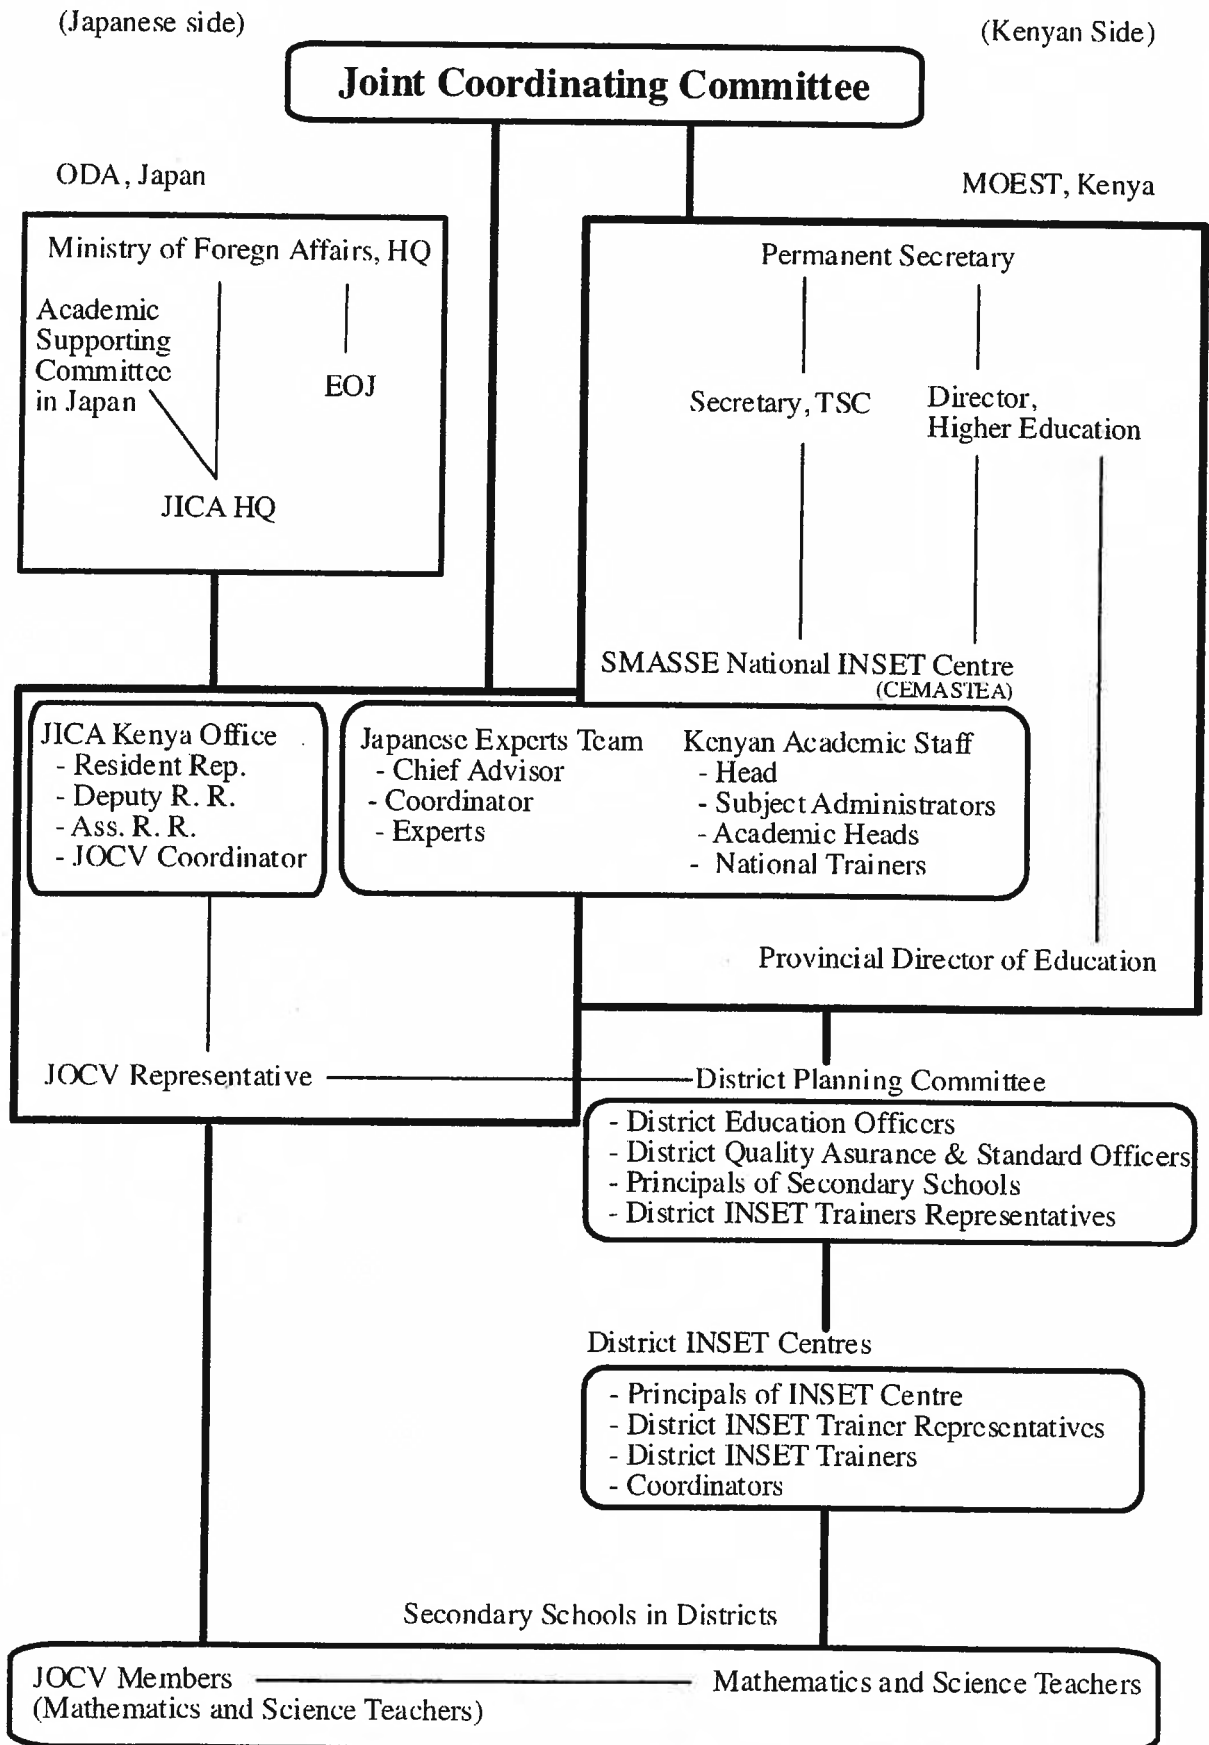 (Japanese side)
(Kenyan Side)
Joint Coordinating Committee
ODA, Japan
MOEST, Kenya
Ministry of Foregn Affairs, HQ
Academic
Supporting
Committee
in Japan
EOJ
JICA HQ
Permanent Secretary
Secretary, TSC
Director,
Higher Education
SMASSE National INSET Centre
(CEMASTEA)
JICA Kenya Office
- Resident Rep.
- Deputy R. R.
- Ass. R. R.
- JOCV Coordinator
Japanese Experts Team
- Chief Advisor
- Coordinator
- Experts
Kenyan Academic Staff
- Head
- Subject Administrators
- Academic Heads
- National Trainers
Provincial Director of Education
JOCV Representative
District Planning Committee
- District Education Officers
- District Quality Asurance & Standard Officers
- Principals of Secondary Schools
- District INSET Trainers Representatives
District INSET Centres
- Principals of INSET Centre
- District INSET Trainer Representatives
- District INSET Trainers
- Coordinators
Secondary Schools in Districts
JOCV Members
(Mathematics and Science Teachers)
Mathematics and Science Teachers